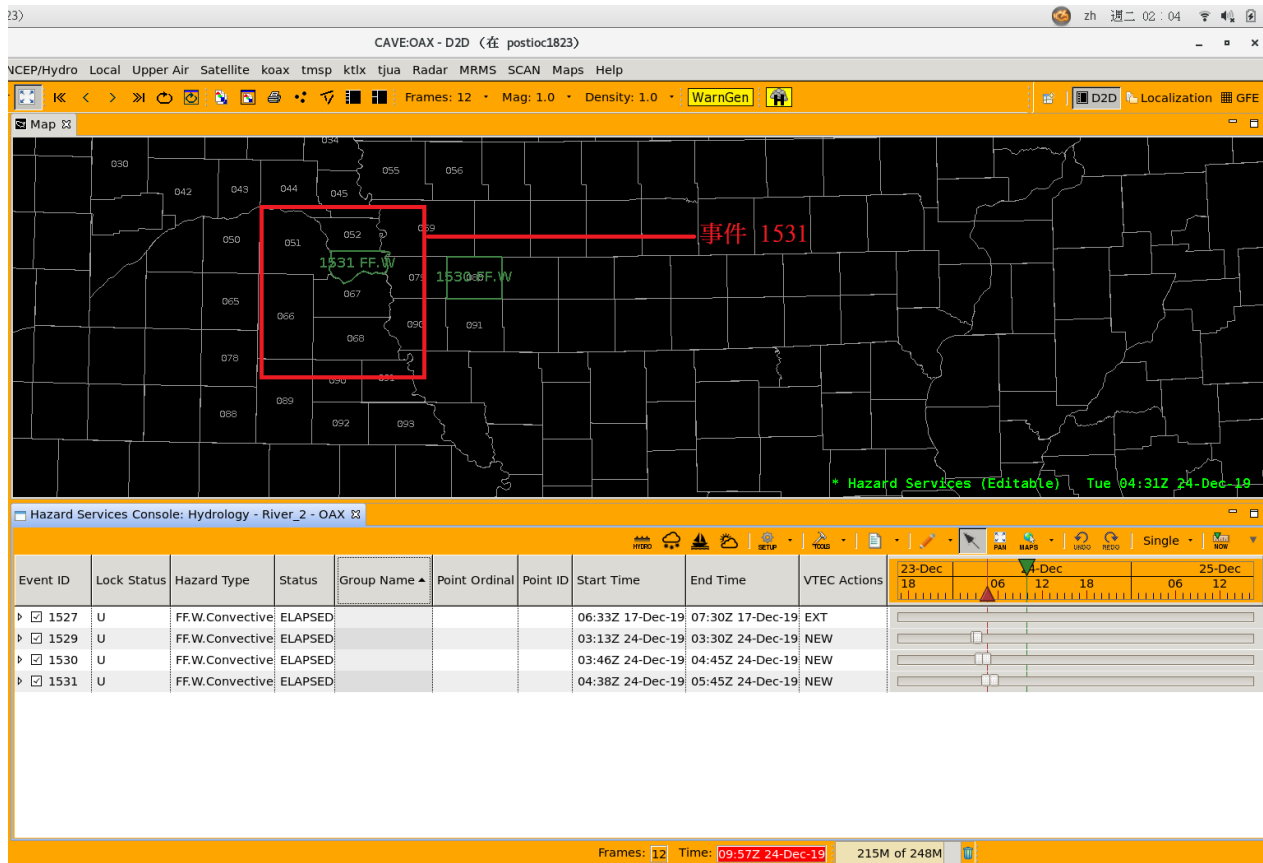 23)
zh 週二 02:04
CAVE:OAX - D2D (在 postioc1823)
NCEP/Hydro Local Upper Air Satellite koax tmsp ktlx tjua Radar MRMS SCAN Maps Help
Frames: 12 Mag: 1.0 Density: 1.0 WarnGen D2D Localization GFE
Map
034
030 055 056
042 043 044 045
050 051 052 059 事件 1531
1531 FF.W 079 1530 FF.W
065 067
066 090 091
068
078
090 091
089
088 092 093
* Hazard Services (Editable) Tue 04:31Z 24-Dec-19
Hazard Services Console: Hydrology - River_2 - OAX
HYDRO SETUP TOOLS PAN MAPS UNDO REDO Single NOW
Event ID Lock Status Hazard Type Status Group Name Point Ordinal Point ID Start Time End Time VTEC Actions 23-Dec 24-Dec 25-Dec
18 06 12 18 06 12
1527 U FF.W.Convective ELAPSED 06:33Z 17-Dec-19 07:30Z 17-Dec-19 EXT
1529 U FF.W.Convective ELAPSED 03:13Z 24-Dec-19 03:30Z 24-Dec-19 NEW
1530 U FF.W.Convective ELAPSED 03:46Z 24-Dec-19 04:45Z 24-Dec-19 NEW
1531 U FF.W.Convective ELAPSED 04:38Z 24-Dec-19 05:45Z 24-Dec-19 NEW
Frames: 12 Time: 09:57Z 24-Dec-19 215M of 248M